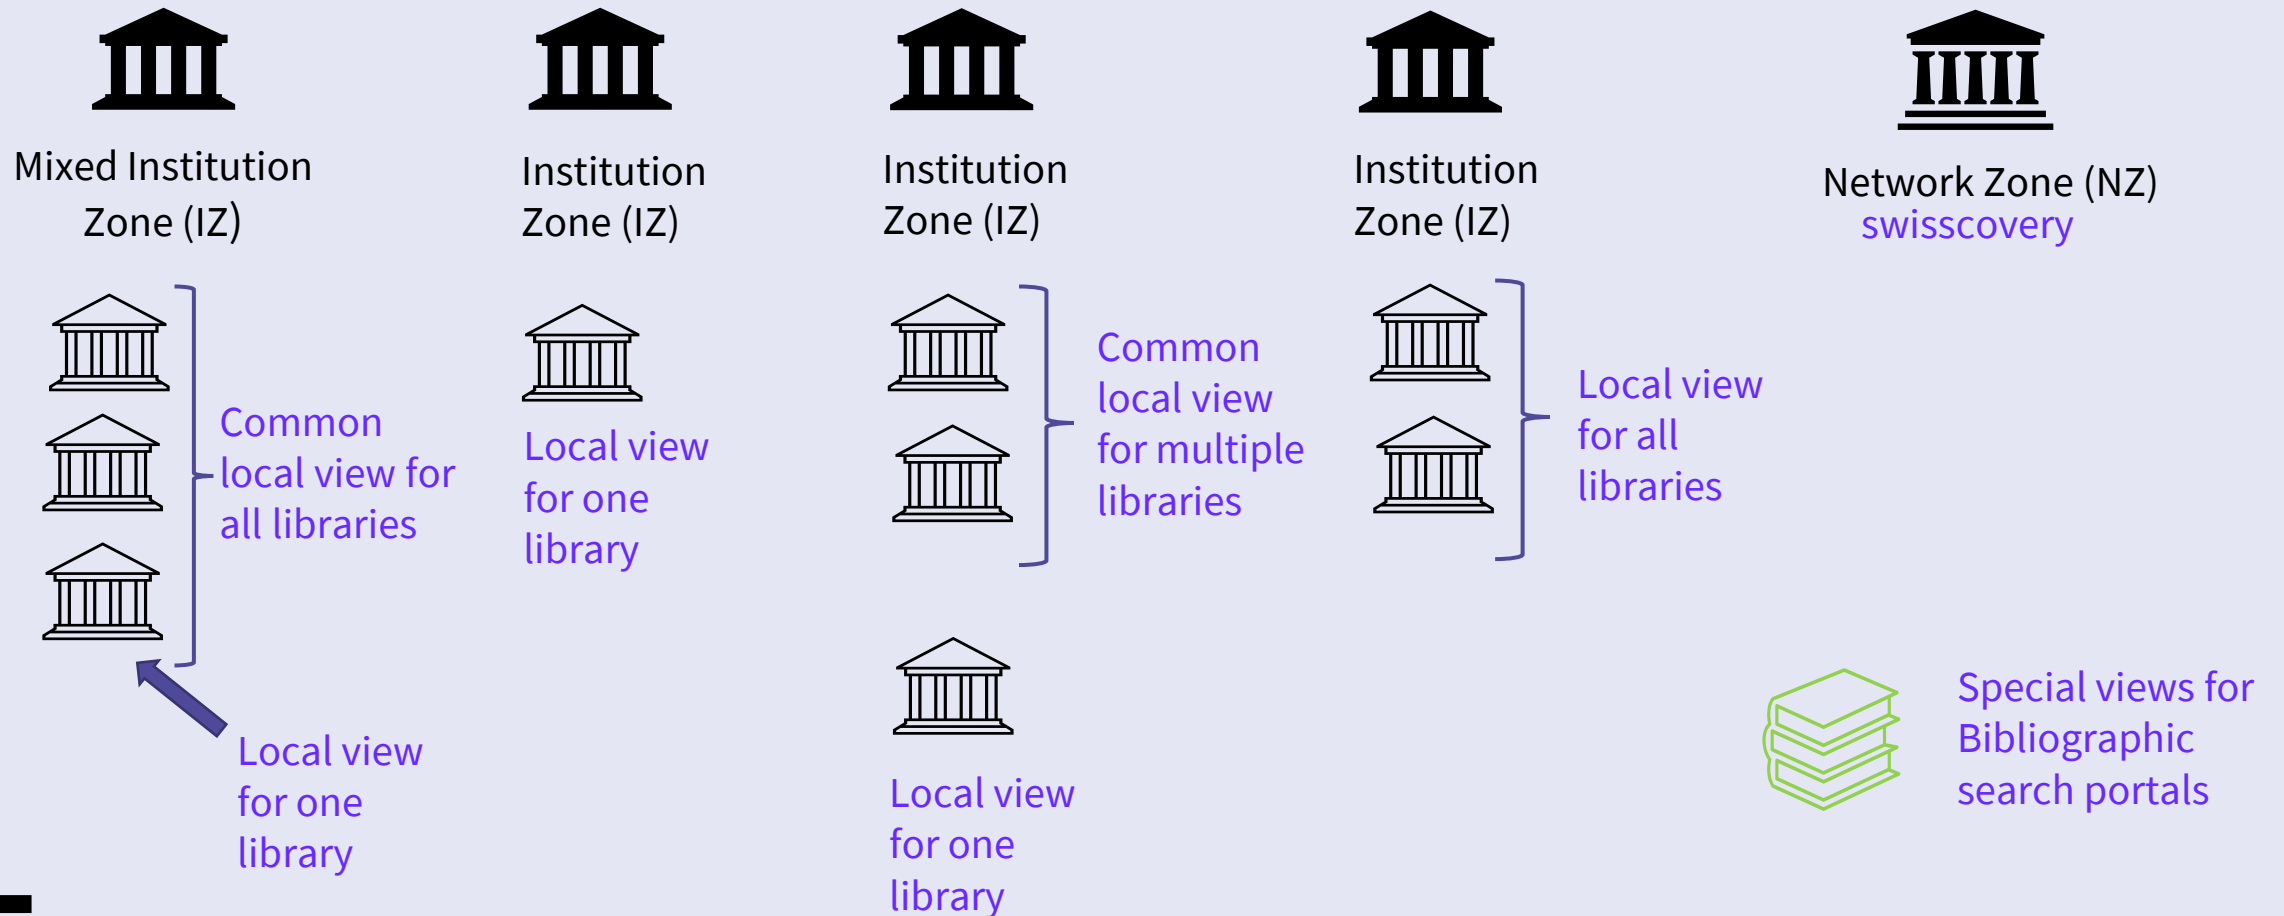 Mixed Institution
Zone (IZ)
Institution
Zone (IZ)
Institution
Zone (IZ)
Institution
Zone (IZ)
Network Zone (NZ)
swisscovery
Common
local view for
all libraries
Local view
for one
library
Local view
for one
library
Common
local view
for multiple
libraries
Local view
for one
library
Local view
for all
libraries
Special views for
Bibliographic
search portals